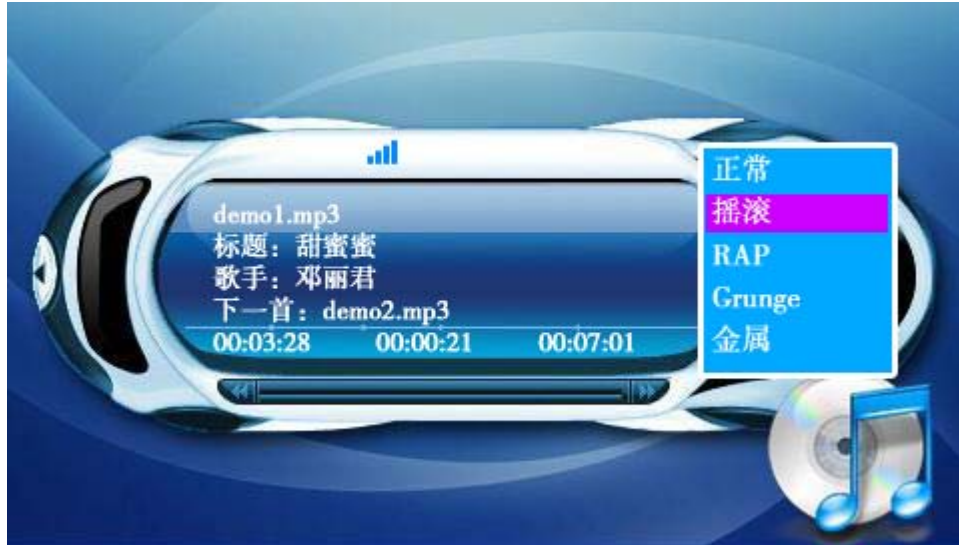 demo1.mp3
标题：甜蜜蜜
歌手：邓丽君
下一首：demo2.mp3
00:03:28 00:00:21 00:07:01
正常
摇滚
RAP
Grunge
金属